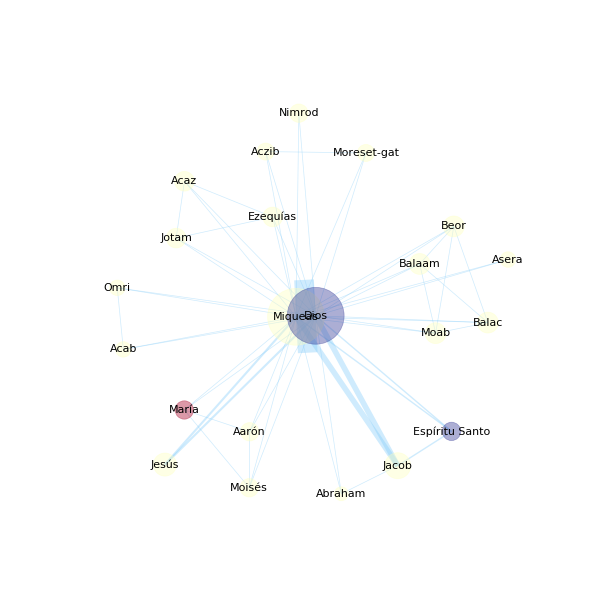 Nimrod
Aczib
Moreset-gat
Acaz
Ezequías
Beor
Jotam
Balaam
Asera
Omri
Miqueas
Dios
Balac
Moab
Acab
María
Aarón
Espíritu Santo
Jesús
Jacob
Moisés
Abraham